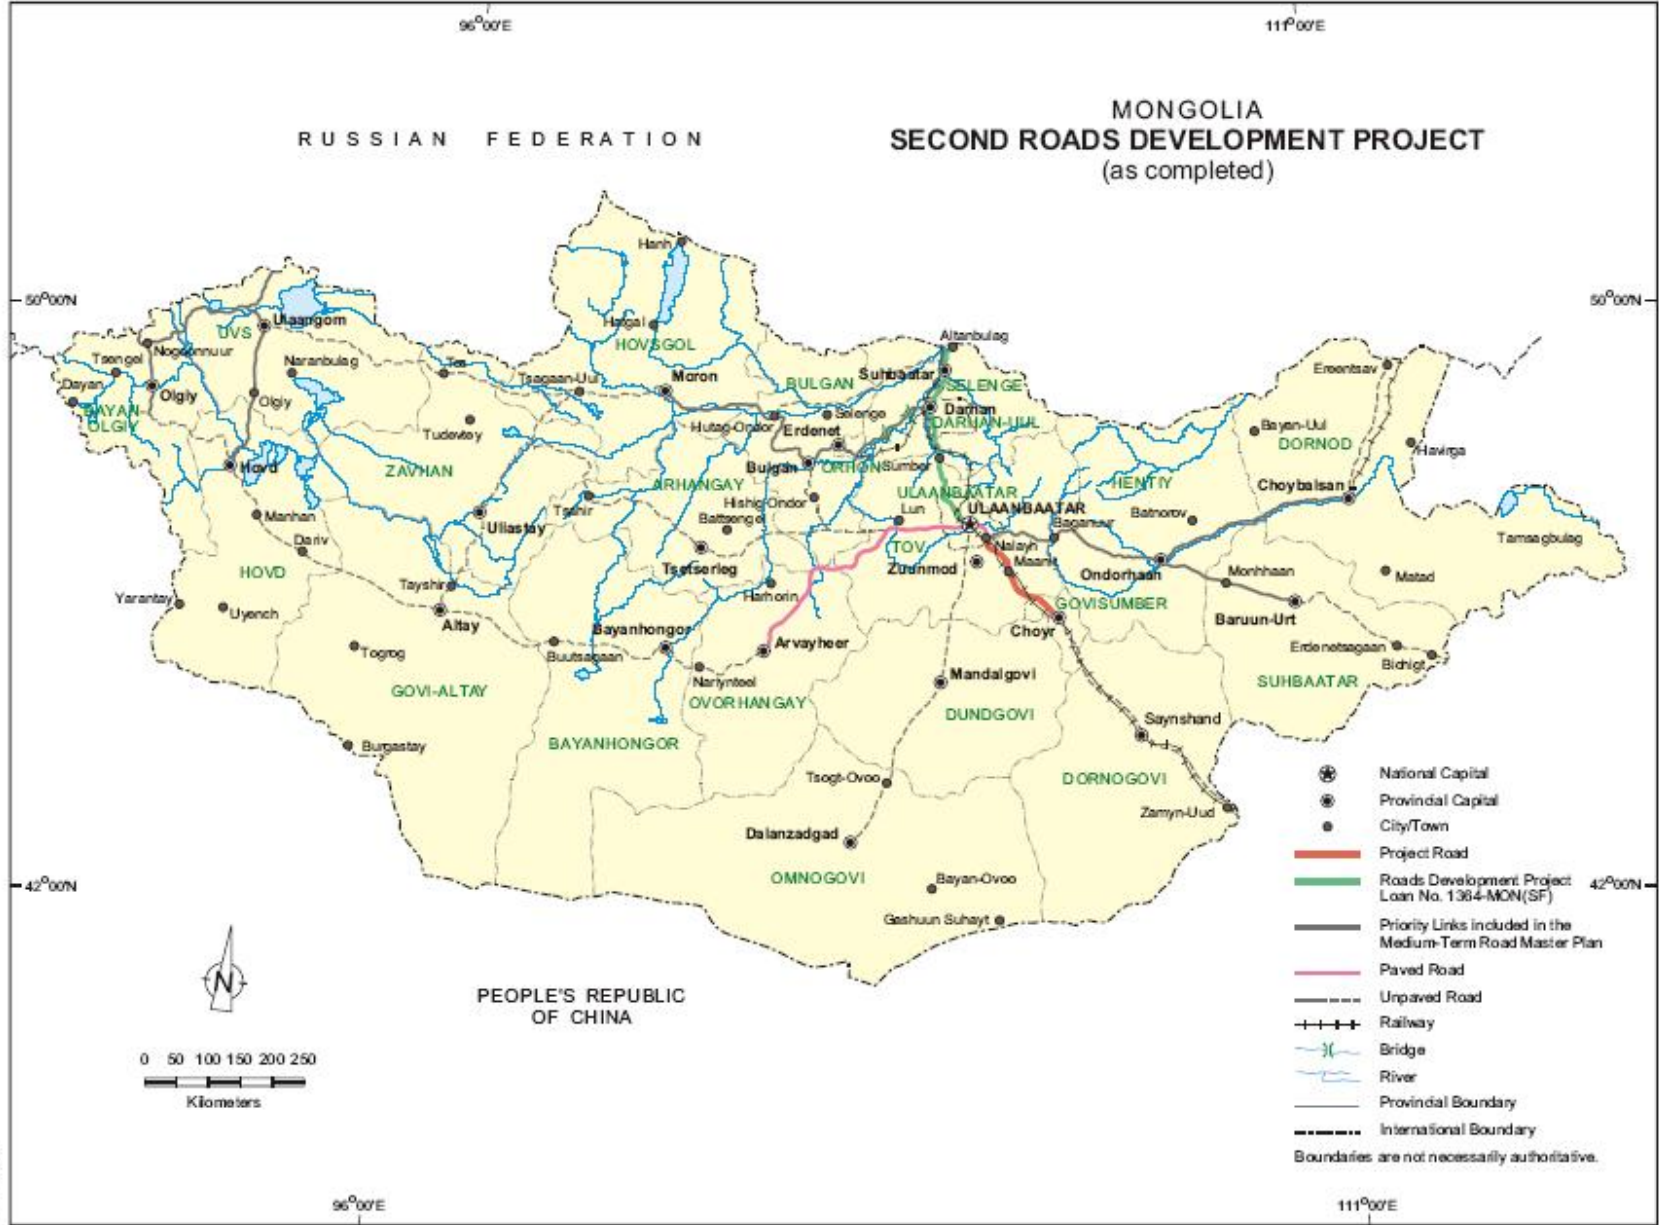 96°00'E
111°00'E
MONGOLIA
SECOND ROADS DEVELOPMENT PROJECT
(as completed)
RUSSIAN FEDERATION
Hanh
50°00'N
50°00'N
Ulaangom
UVS
Hatgal
HOVSGOL
Altanbulag
Nogoonnuur
Tsengel
Naranbulag
Tes
Tsagaan-Uul
Moron
BULGAN
Suhbaatar
SELENGE
Ereentsav
Dayan
Olgiy
Olgiy
BAYAN
OLGIY
Selenge
Darhan
DARHAN-UUL
Tudevtey
Hutag-Ondor
Erdenet
Bayan-Uul
DORNOD
Havirga
Hovd
ZAVHAN
Bulgan
ORHON
Sumber
ARHANGAY
HENTIY
Choybalsan
Hishig-Ondor
ULAANBAATAR
Tsahir
Battsengel
Lun
ULAANBAATAR
Baganuur
Batnorov
Manhan
Uliastay
Dariv
TOV
Nalayh
Tamsagbulag
HOVD
Tsetserleg
Zuunmod
Maanit
Ondorhaan
Monhhaan
Matad
Tayshir
Harhorin
Yarantay
Uyench
GOVISUMBER
Altay
Bayanhongor
Choyr
Baruun-Urt
Togrog
Buutsagaan
Arvayheer
Erdenetsagaan
Bichigt
Nariynteel
Mandalgovi
SUHBAATAR
GOVI-ALTAY
OVORHANGAY
DUNDGOVI
Saynshand
Burgastay
BAYANHONGOR
Tsogt-Ovoo
DORNOGOVI
Zamyn-Uud
Dalanzadgad
OMNOGOVI
Bayan-Ovoo
Gashuun Suhayt
42°00'N
42°00'N
National Capital
Provincial Capital
City/Town
Project Road
Roads Development Project
Loan No. 1364-MON(SF)
Priority Links included in the
Medium-Term Road Master Plan
Paved Road
Unpaved Road
Railway
Bridge
River
Provincial Boundary
International Boundary
Boundaries are not necessarily authoritative.
N
PEOPLE'S REPUBLIC
OF CHINA
0 50 100 150 200 250
Kilometers
96°00'E
111°00'E